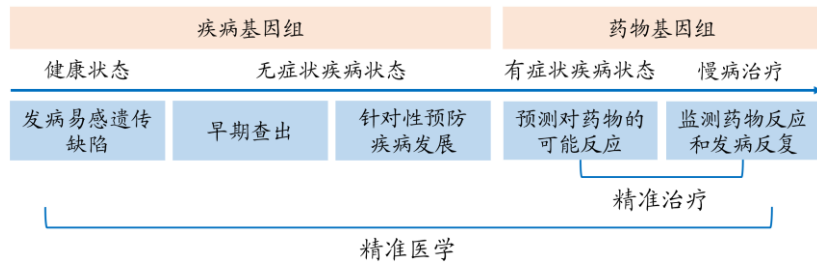 疾病基因组 药物基因组
健康状态 无症状疾病状态 有症状疾病状态 慢病治疗
发病易感遗传
缺陷
早期查出
针对性预防
疾病发展
预测对药物的
可能反应
监测药物反应
和发病反复
精准治疗
精准医学